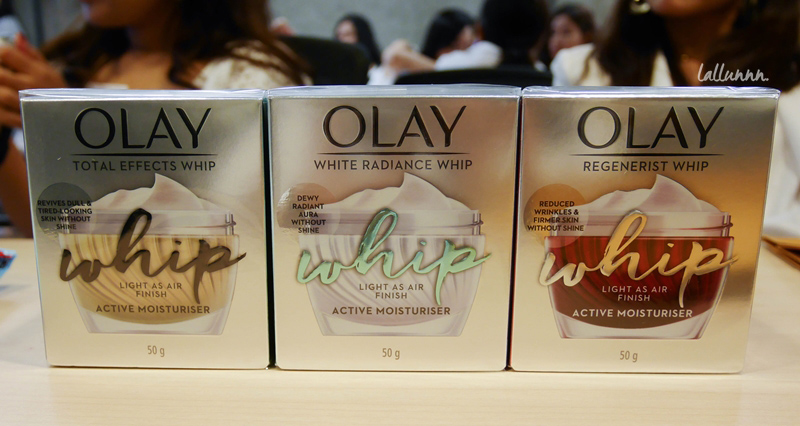 lallunnn.
OLAY
TOTAL EFFECTS WHIP
REVIVES DULL &
TIRED-LOOKING
SKIN WITHOUT
SHINE
whip
LIGHT AS AIR
FINISH
ACTIVE MOISTURISER
50 g
OLAY
WHITE RADIANCE WHIP
DEWY
RADIANT
AURA
WITHOUT
SHINE
whip
LIGHT AS AIR
FINISH
ACTIVE MOISTURISER
50 g
OLAY
REGENERIST WHIP
REDUCED
WRINKLES &
FIRMER SKIN
WITHOUT SHINE
whip
LIGHT AS AIR
FINISH
ACTIVE MOISTURISER
50 g